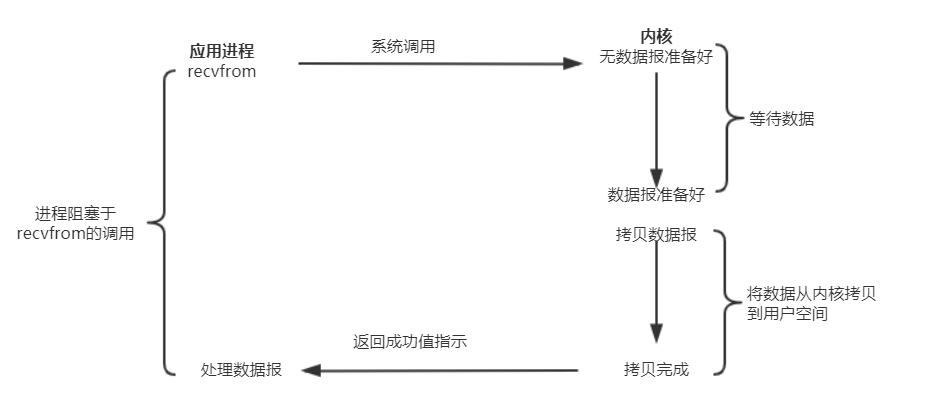 应用进程
recvfrom
系统调用
内核
无数据报准备好
等待数据
数据报准备好
进程阻塞于
recvfrom的调用
拷贝数据报
将数据从内核拷贝
到用户空间
返回成功值指示
处理数据报
拷贝完成